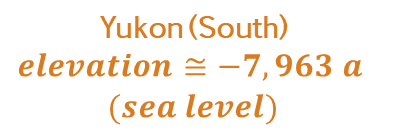 Yukon (South)
elevation ≅ −7,963 a
(sea level)